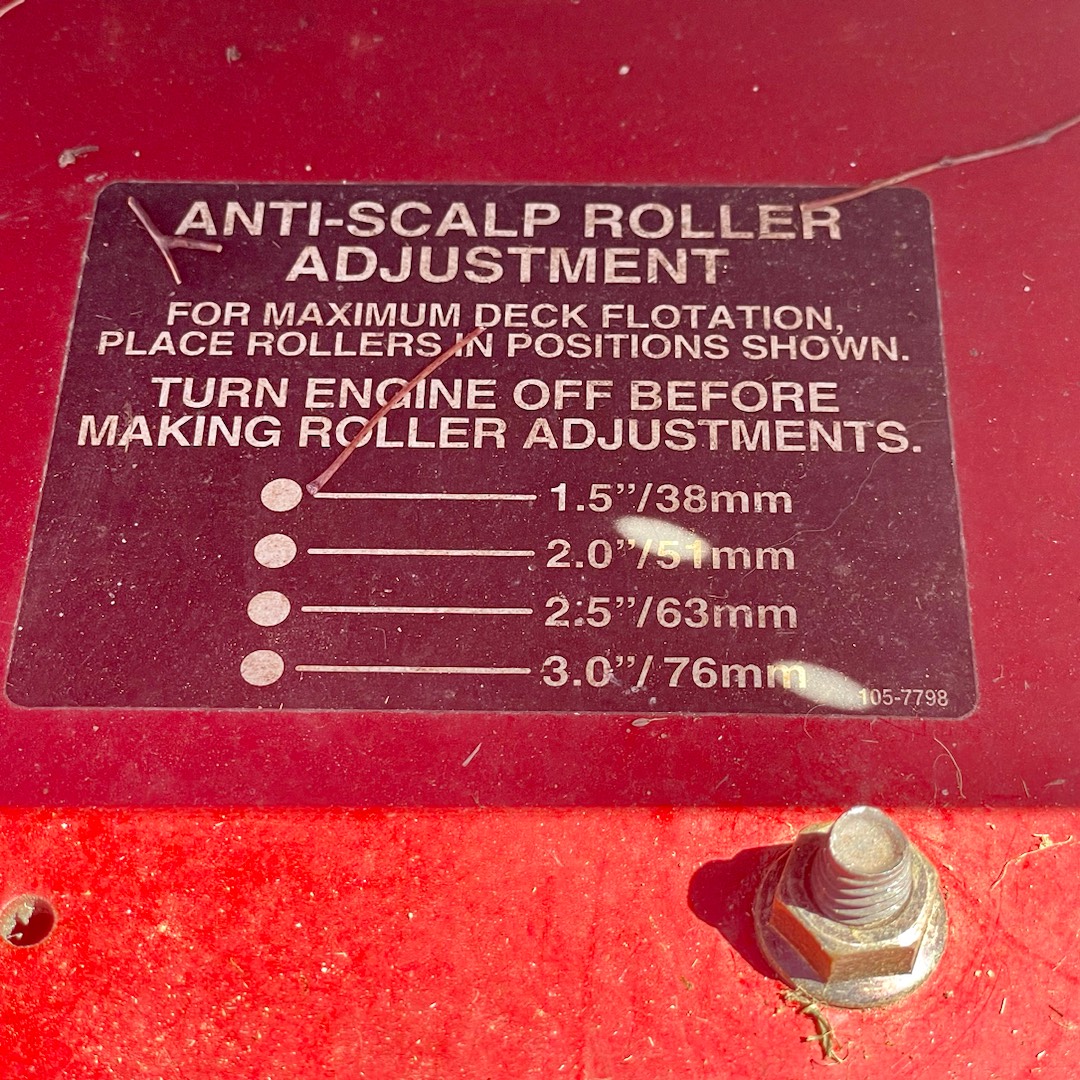 ANTI-SCALP ROLLER
ADJUSTMENT
FOR MAXIMUM DECK FLOTATION,
PLACE ROLLERS IN POSITIONS SHOWN.
TURN ENGINE OFF BEFORE
MAKING ROLLER ADJUSTMENTS.
1.5”/38mm
2.0”/51mm
2.5”/63mm
3.0”/76mm
105-7798